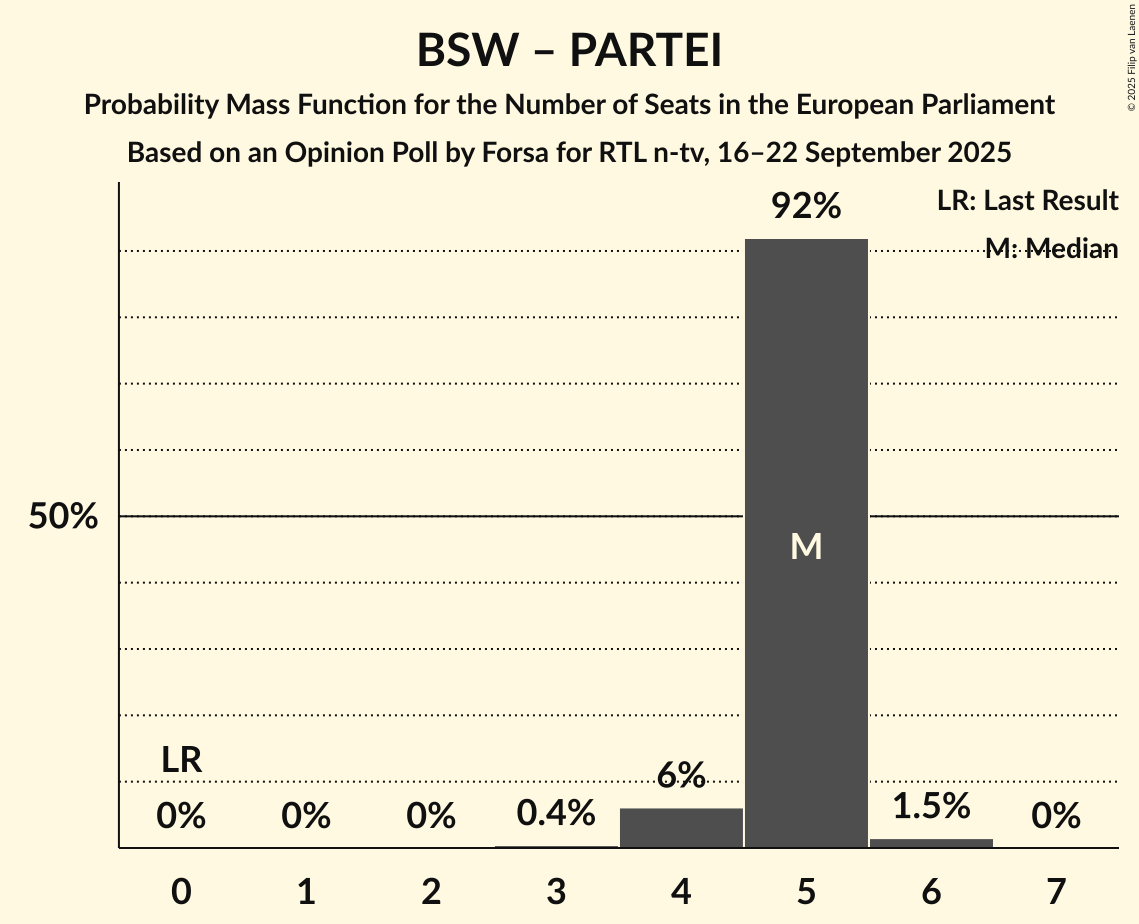 BSW – PARTEI
Probability Mass Function for the Number of Seats in the European Parliament
Based on an Opinion Poll by Forsa for RTL n-tv, 16–22 September 2025
© 2025 Filip van Laenen
LR: Last Result
M: Median
92%
50%
M
LR
0%
0%
0%
0.4%
6%
1.5%
0%
0 1 2 3 4 5 6 7